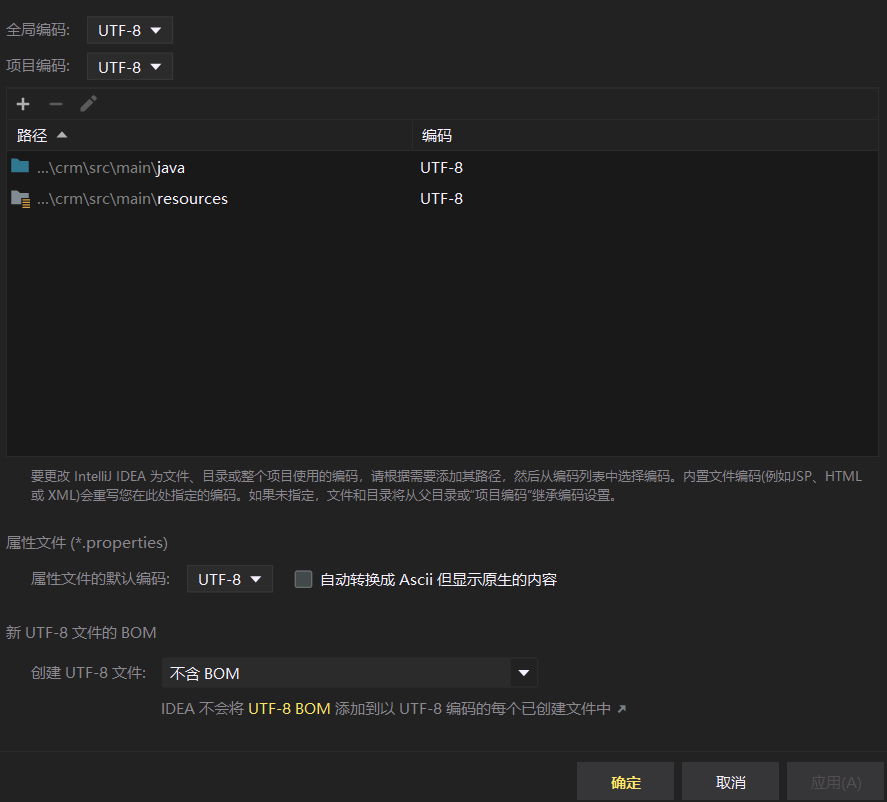 全局编码: UTF-8
项目编码: UTF-8
路径 编码
...\crm\src\main\java UTF-8
...\crm\src\main\resources UTF-8
要更改 IntelliJ IDEA 为文件、目录或整个项目使用的编码，请根据需要添加其路径，然后从编码列表中选择编码。内置文件编码(例如JSP、HTML
或 XML)会重写您在此处指定的编码。如果未指定，文件和目录将从父目录或"项目编码"继承编码设置。
属性文件 (*.properties)
属性文件的默认编码: UTF-8 自动转换成 Ascii 但显示原生的内容
新 UTF-8 文件的 BOM
创建 UTF-8 文件: 不含 BOM
IDEA 不会将 UTF-8 BOM 添加到以 UTF-8 编码的每个已创建文件中
确定 取消 应用(A)